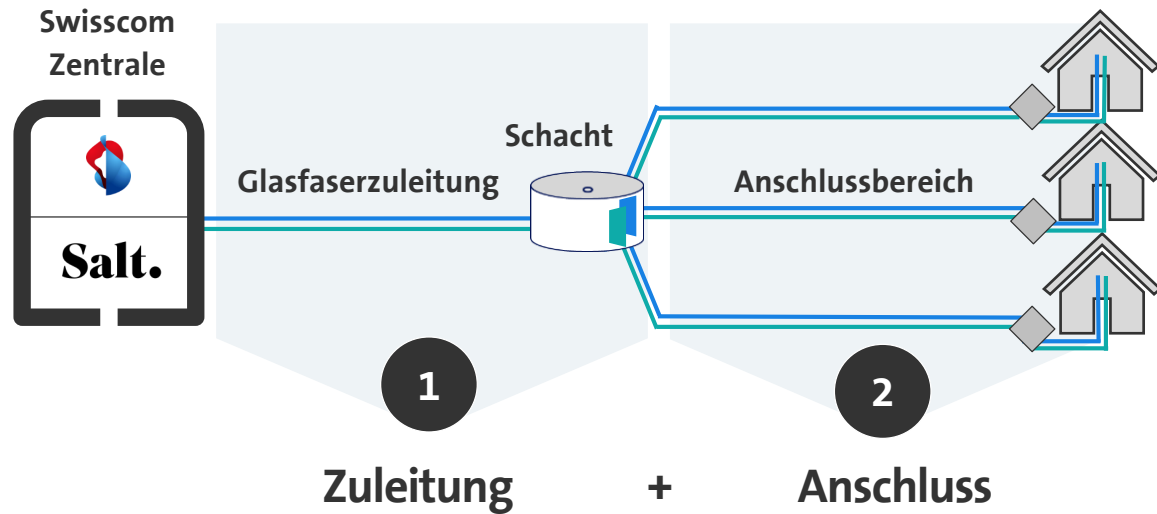 Swisscom
Zentrale
Salt.
Glasfaserzuleitung
Schacht
Anschlussbereich
1
2
Zuleitung + Anschluss